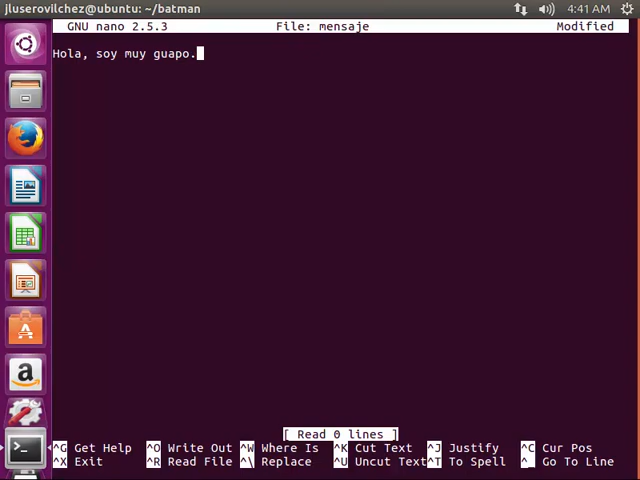 jluserovilchez@ubuntu: ~/batman 4:41 AM
GNU nano 2.5.3 File: mensaje Modified
Hola, soy muy guapo.
[ Read 0 lines ]
^G Get Help ^O Write Out ^W Where Is ^K Cut Text ^J Justify ^C Cur Pos
^X Exit ^R Read File ^\ Replace ^U Uncut Text ^T To Spell ^_ Go To Line